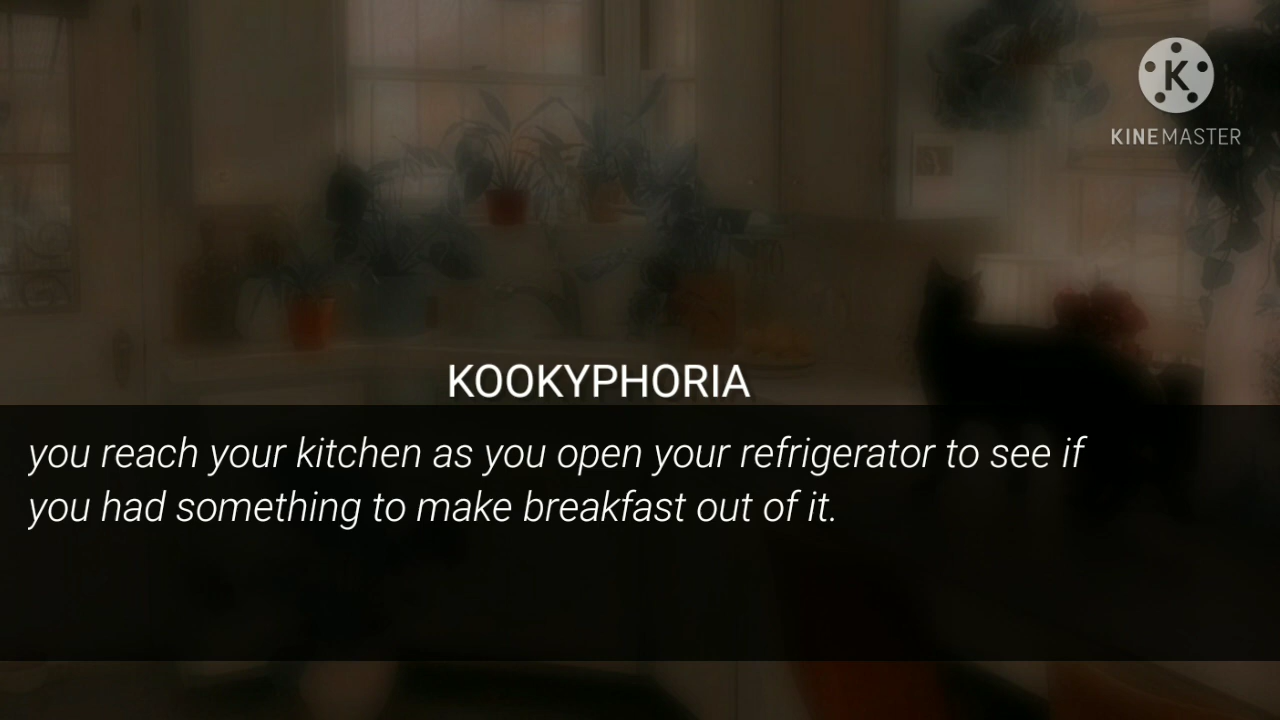 K
KINEMASTER
KOOKYPHORIA
you reach your kitchen as you open your refrigerator to see if
you had something to make breakfast out of it.